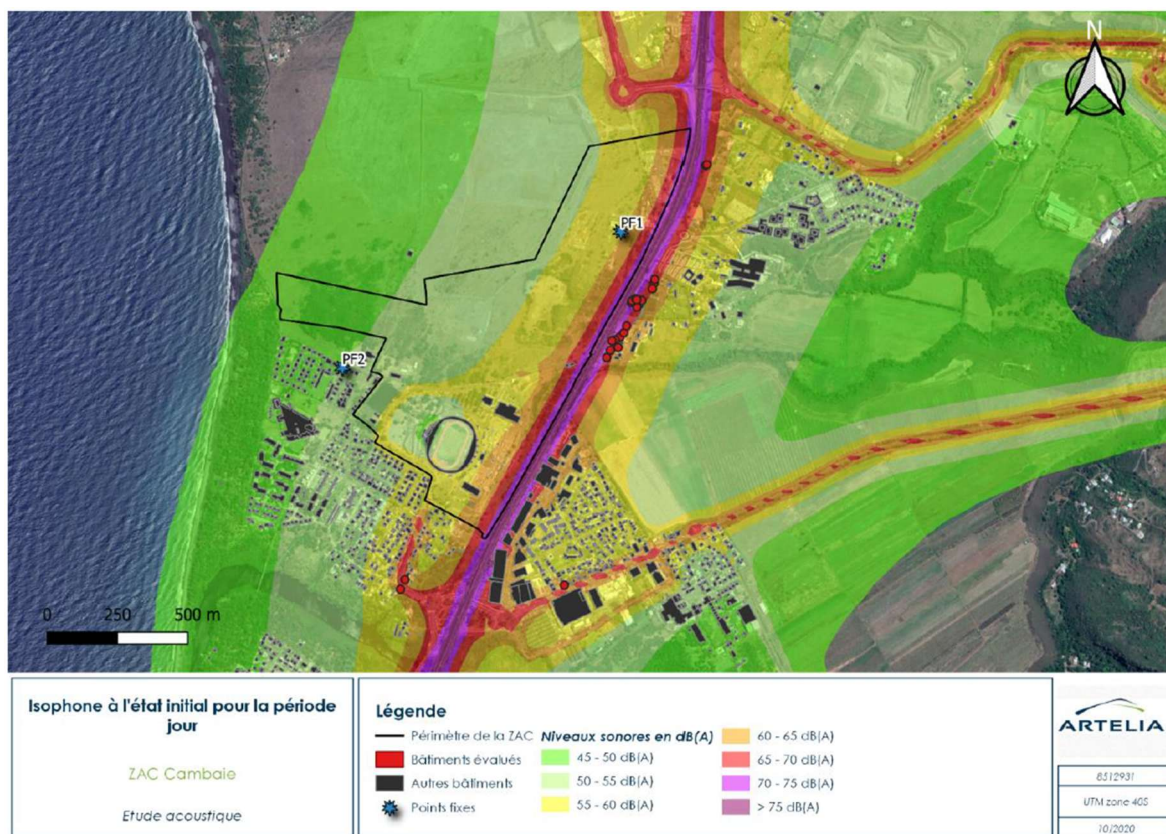 N
PF1
PF2
0 250 500 m
Isophone à l'état initial pour la période
jour
ZAC Cambaie
Etude acoustique
Légende
Périmètre de la ZAC
Bâtiments évalués
Autres bâtiments
Points fixes
Niveaux sonores en dB(A)
45 - 50 dB(A)
50 - 55 dB(A)
55 - 60 dB(A)
60 - 65 dB(A)
65 - 70 dB(A)
70 - 75 dB(A)
> 75 dB(A)
ARTELIA
8512931
UTM zone 40S
10/2020